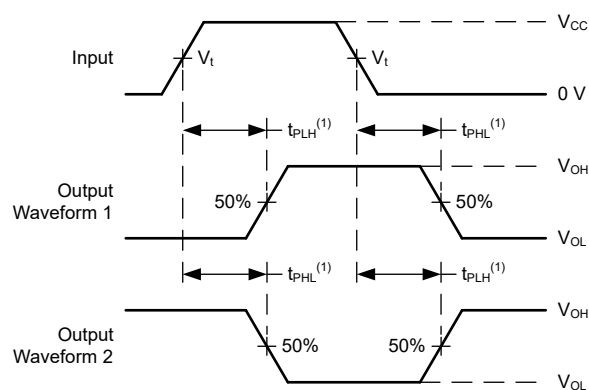 V_CC
Input
V_t V_t
0 V
t_PLH^(1) t_PHL^(1)
V_OH
Output
Waveform 1
50% 50%
V_OL
t_PHL^(1) t_PLH^(1)
V_OH
Output
Waveform 2
50% 50%
V_OL